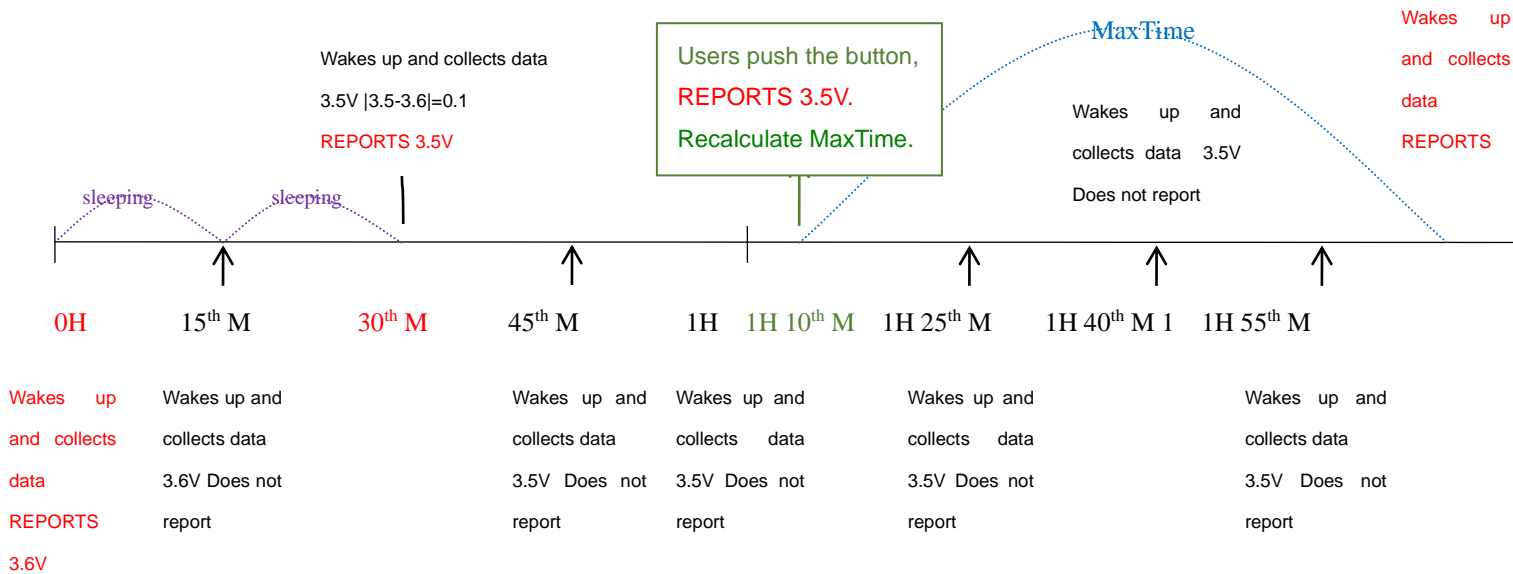 Wakes up and collects data
3.5V |3.5-3.6|=0.1
REPORTS 3.5V
Users push the button,
REPORTS 3.5V.
Recalculate MaxTime.
MaxTime
Wakes up and
collects data 3.5V
Does not report
Wakes up
and collects
data
REPORTS
sleeping
sleeping
0H
15th M
30th M
45th M
1H
1H 10th M
1H 25th M
1H 40th M 1
1H 55th M
Wakes up
and collects
data
REPORTS
3.6V
Wakes up and
collects data
3.6V Does not
report
Wakes up and
collects data
3.5V Does not
report
Wakes up and
collects data
3.5V Does not
report
Wakes up and
collects data
3.5V Does not
report
Wakes up and
collects data
3.5V Does not
report